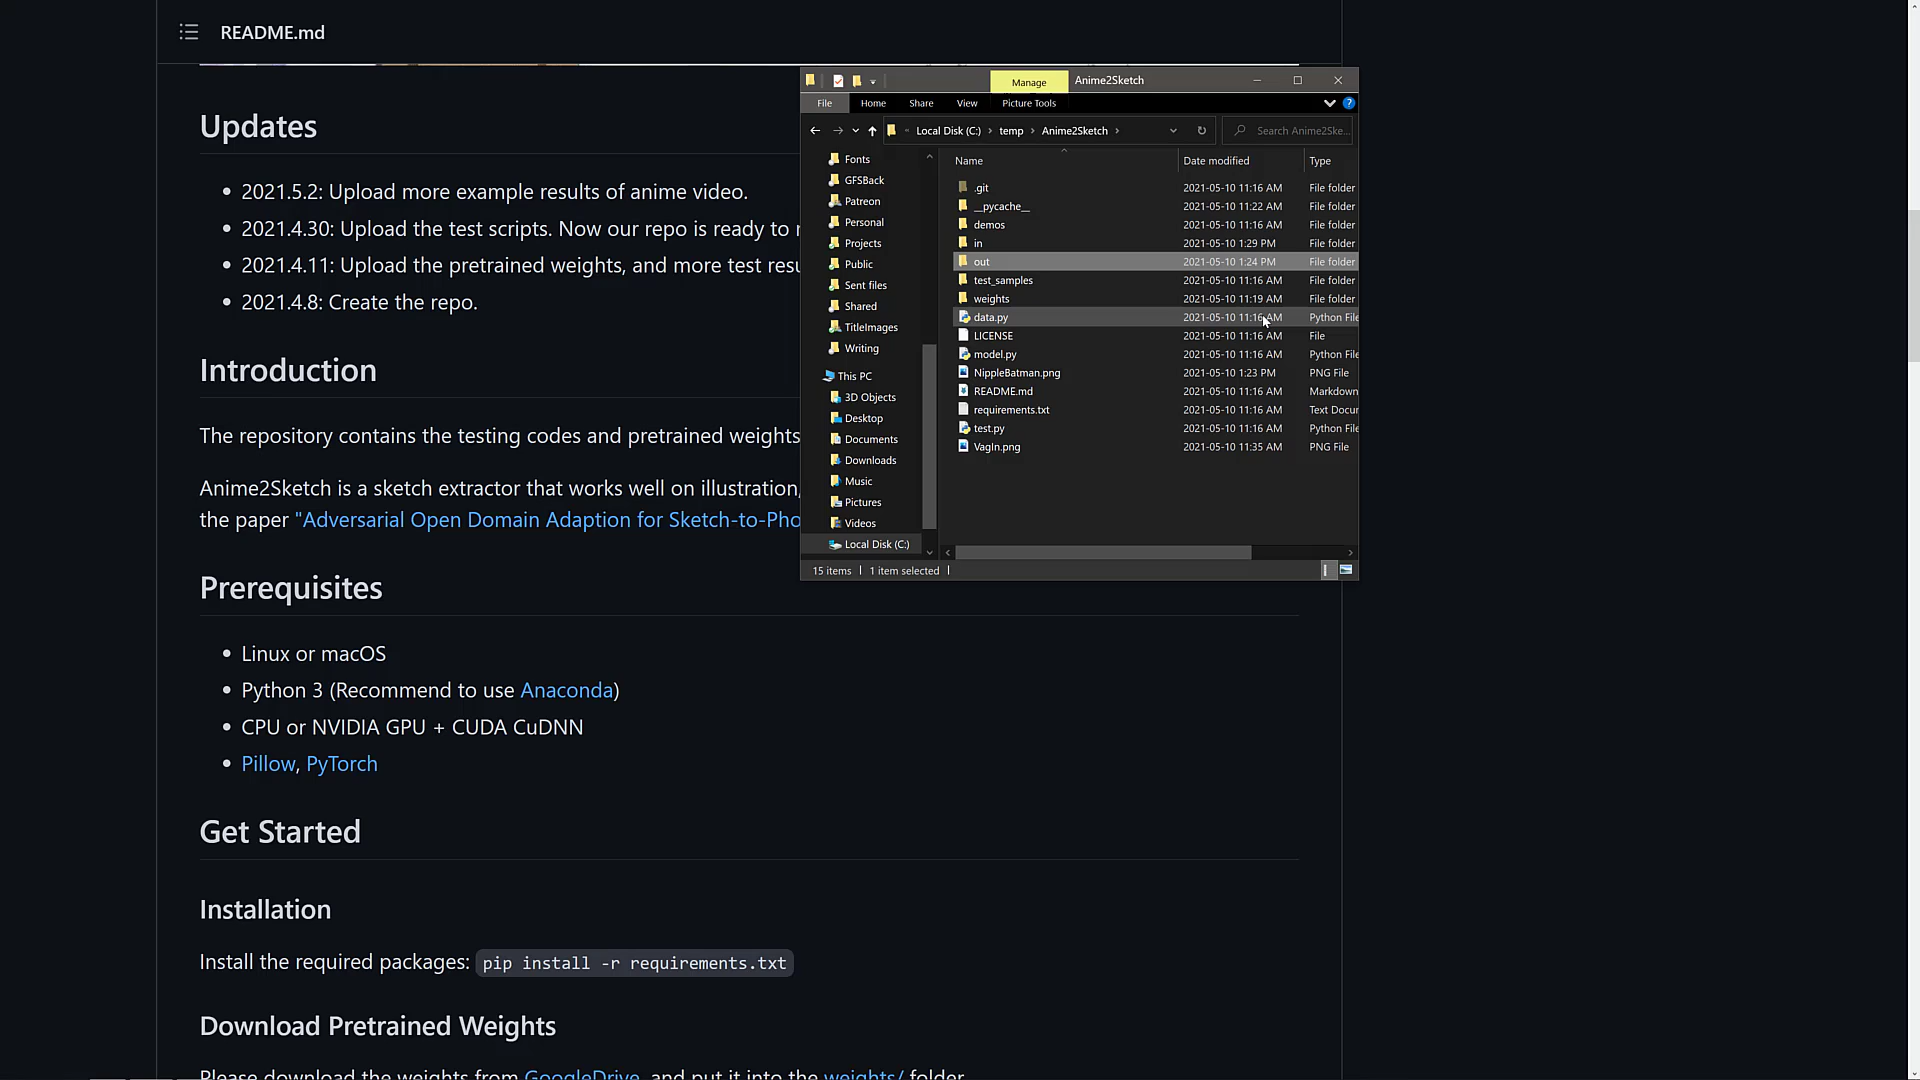 README.md
Updates
2021.5.2: Upload more example results of anime video.
2021.4.30: Upload the test scripts. Now our repo is ready to r
2021.4.11: Upload the pretrained weights, and more test resu
2021.4.8: Create the repo.
Introduction
The repository contains the testing codes and pretrained weights
Anime2Sketch is a sketch extractor that works well on illustration,
the paper "Adversarial Open Domain Adaption for Sketch-to-Pho
Prerequisites
Linux or macOS
Python 3 (Recommend to use Anaconda)
CPU or NVIDIA GPU + CUDA CuDNN
Pillow, PyTorch
Get Started
Installation
Install the required packages: pip install -r requirements.txt
Download Pretrained Weights
Please download the weights from GoogleDrive, and put it into the weights/ folder
Manage Anime2Sketch
File Home Share View Picture Tools
« Local Disk (C:) › temp › Anime2Sketch › Search Anime2Ske...
Fonts
GFSBack
Patreon
Personal
Projects
Public
Sent files
Shared
TitleImages
Writing
This PC
3D Objects
Desktop
Documents
Downloads
Music
Pictures
Videos
Local Disk (C:)
Name Date modified Type
.git 2021-05-10 11:16 AM File folder
__pycache__ 2021-05-10 11:22 AM File folder
demos 2021-05-10 11:16 AM File folder
in 2021-05-10 1:29 PM File folder
out 2021-05-10 1:24 PM File folder
test_samples 2021-05-10 11:16 AM File folder
weights 2021-05-10 11:19 AM File folder
data.py 2021-05-10 11:16 AM Python File
LICENSE 2021-05-10 11:16 AM File
model.py 2021-05-10 11:16 AM Python File
NippleBatman.png 2021-05-10 1:23 PM PNG File
README.md 2021-05-10 11:16 AM Markdown
requirements.txt 2021-05-10 11:16 AM Text Docur
test.py 2021-05-10 11:16 AM Python File
VagIn.png 2021-05-10 11:35 AM PNG File
15 items 1 item selected